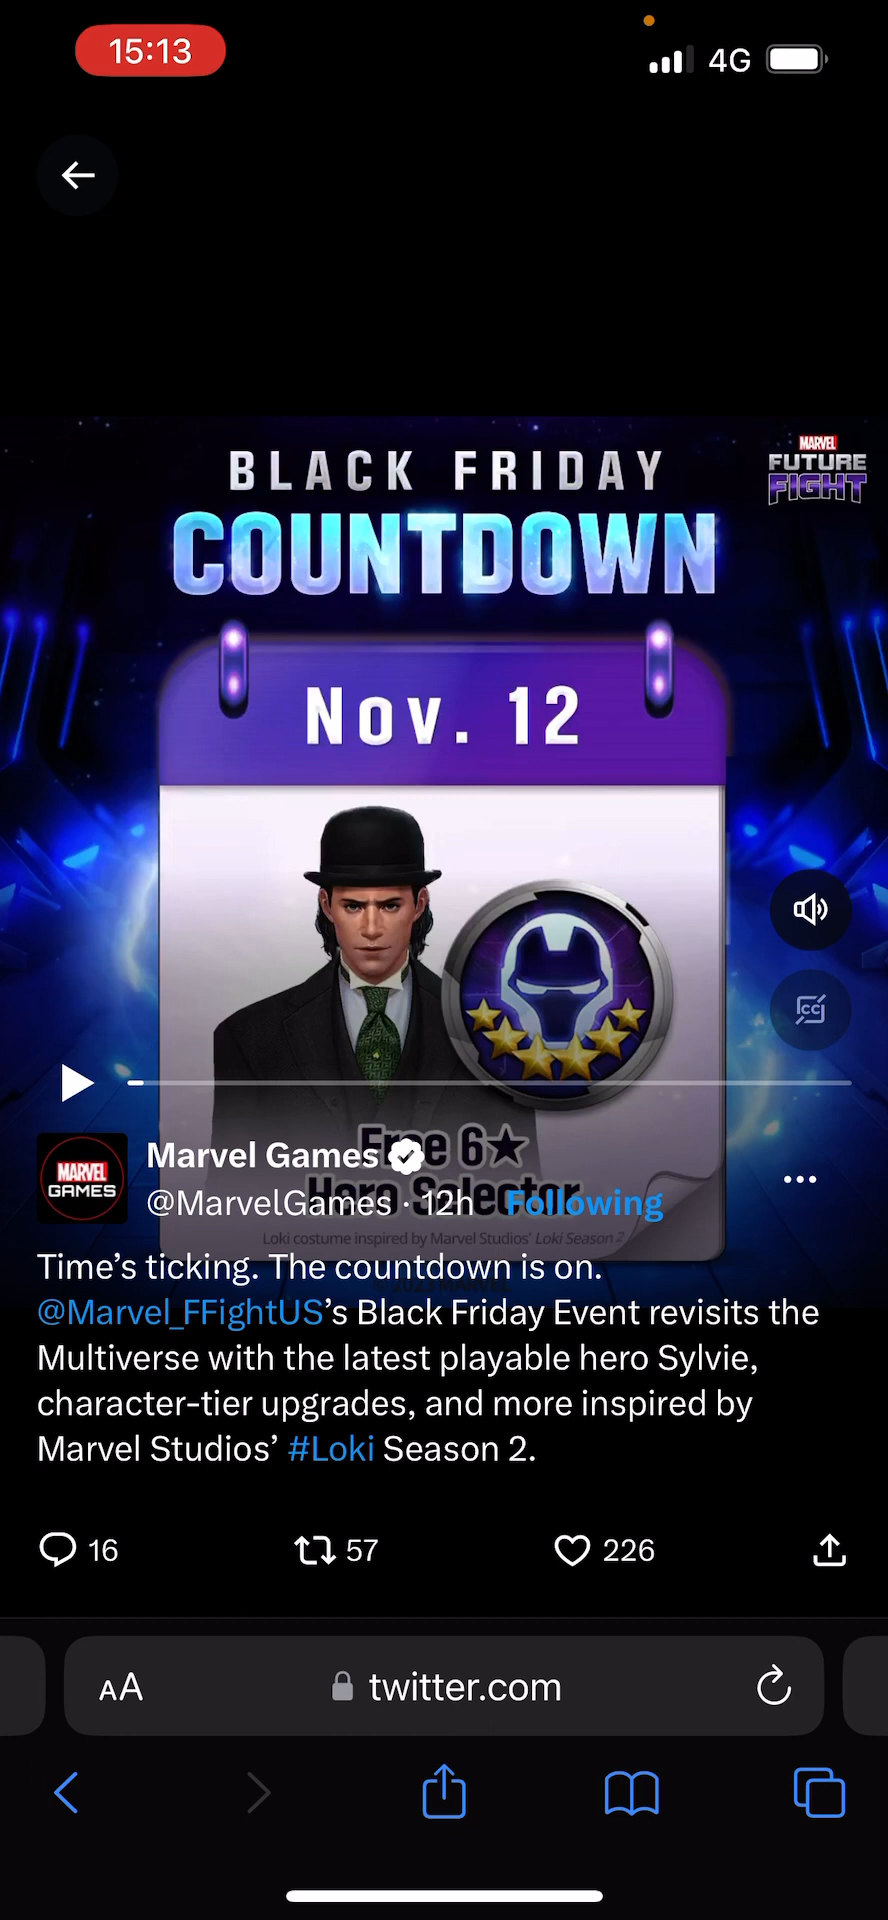 15:13
4G
BLACK FRIDAY
COUNTDOWN
MARVEL
FUTURE
FIGHT
Nov. 12
CC
Free 6★
Hero Selector
Loki costume inspired by Marvel Studios' Loki Season 2
MARVEL
GAMES
Marvel Games
@MarvelGames · 12h Following
Time’s ticking. The countdown is on.
@Marvel_FFightUS’s Black Friday Event revisits the
Multiverse with the latest playable hero Sylvie,
character-tier upgrades, and more inspired by
Marvel Studios’ #Loki Season 2.
16
57
226
AA
twitter.com